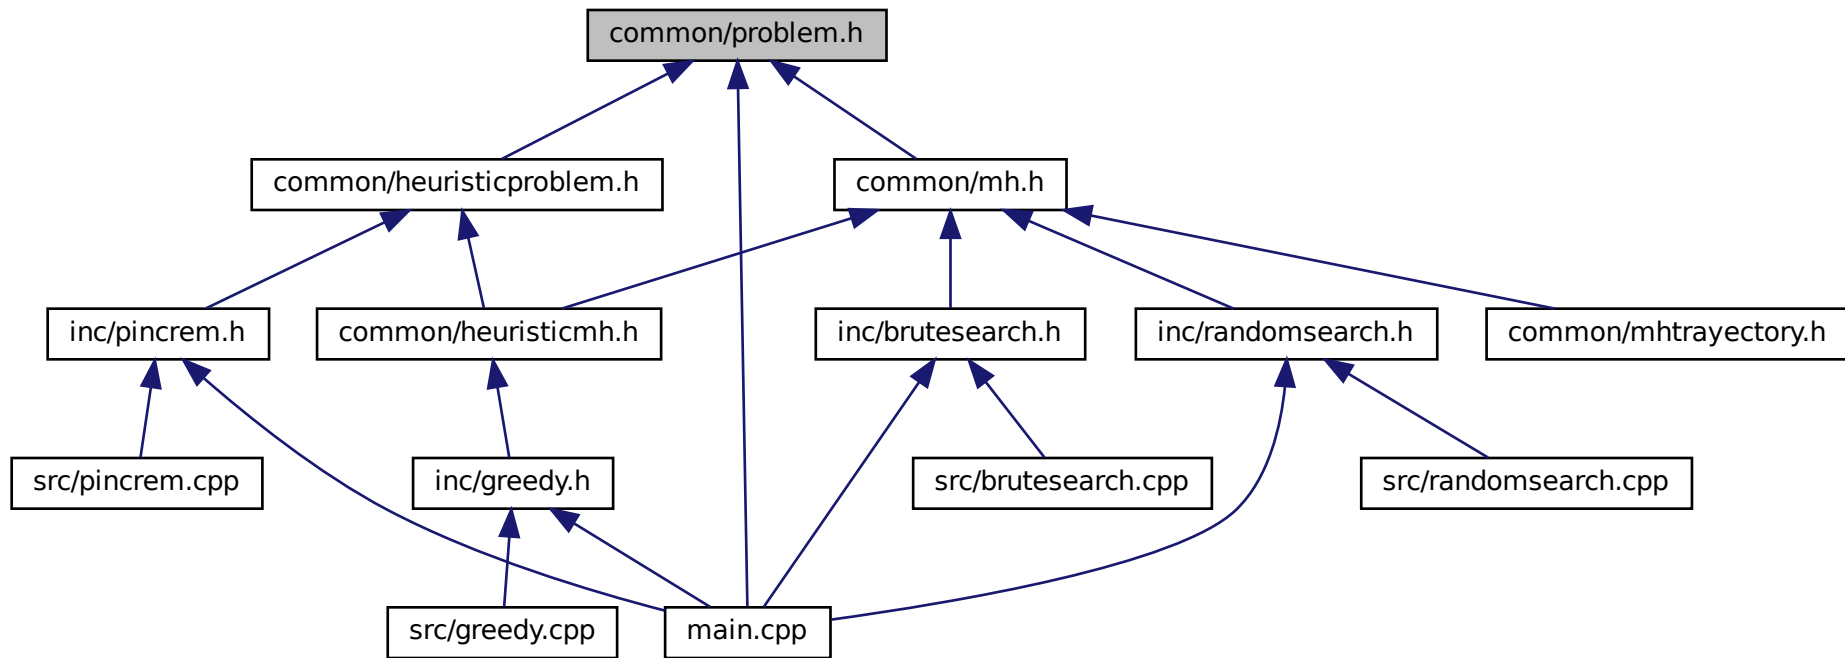 common/problem.h
common/heuristicproblem.h
common/mh.h
inc/pincrem.h
common/heuristicmh.h
inc/brutesearch.h
inc/randomsearch.h
common/mhtrayectory.h
src/pincrem.cpp
inc/greedy.h
src/brutesearch.cpp
src/randomsearch.cpp
src/greedy.cpp
main.cpp